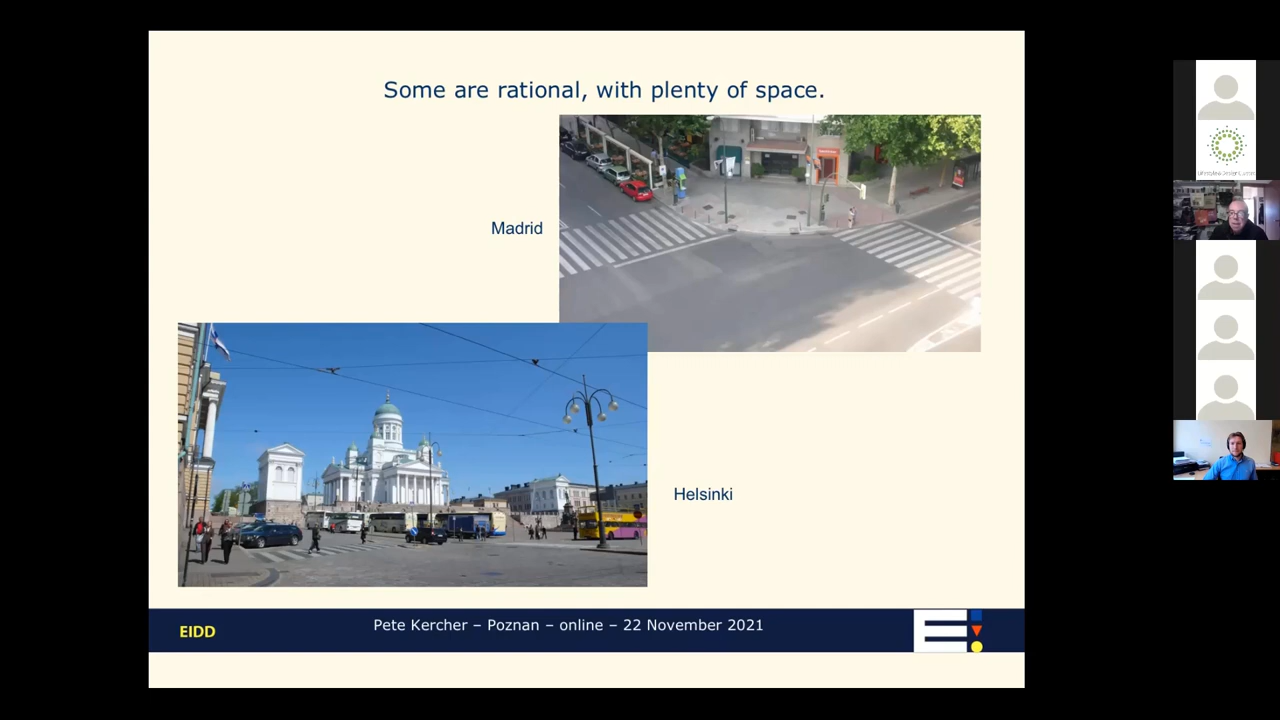 Some are rational, with plenty of space.
Madrid
Helsinki
EIDD
Pete Kercher – Poznan – online – 22 November 2021